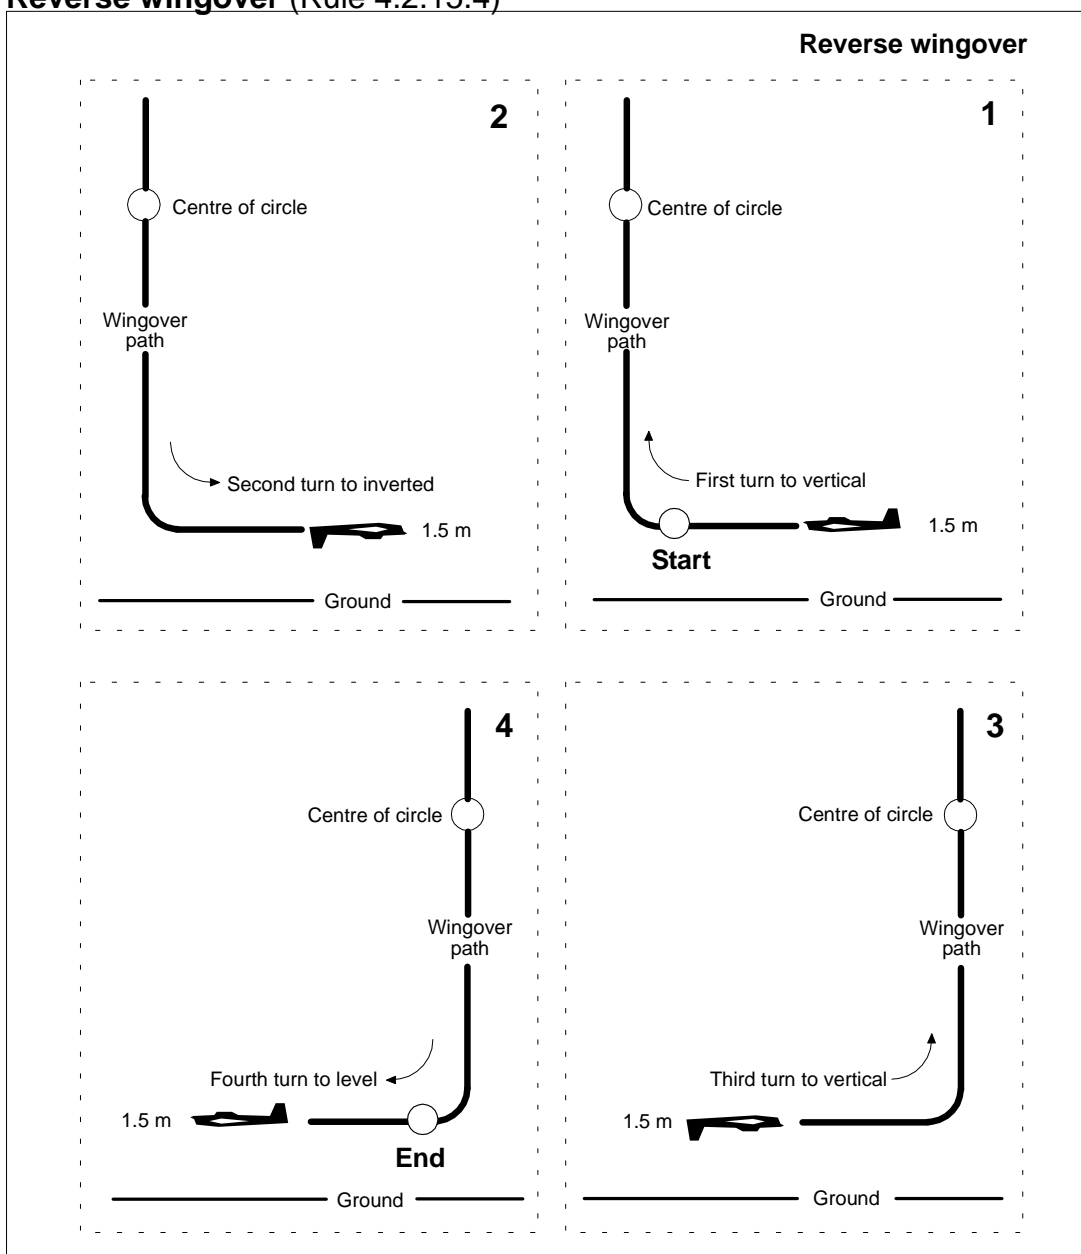 Reverse wingover (Rule 4.2.15.4)
Reverse wingover
2
Centre of circle
Wingover
path
Second turn to inverted
1.5 m
Ground
1
Centre of circle
Wingover
path
First turn to vertical
1.5 m
Start
Ground
4
Centre of circle
Wingover
path
Fourth turn to level
1.5 m
End
Ground
3
Centre of circle
Wingover
path
Third turn to vertical
1.5 m
Ground